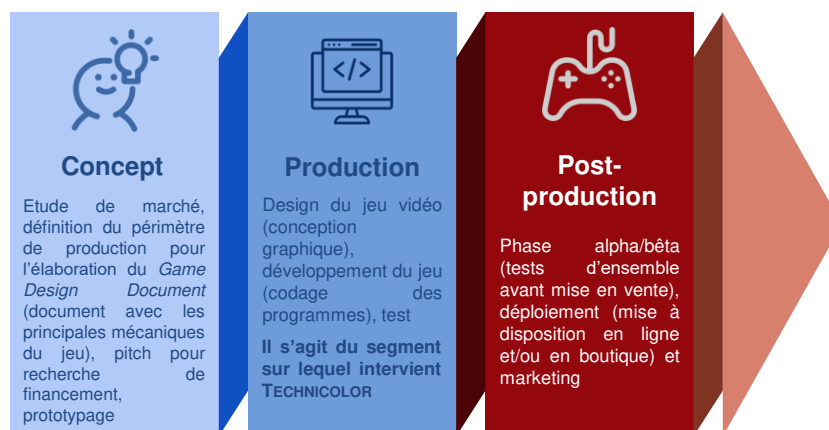 Concept
Etude de marché,
définition du périmètre
de production pour
l’élaboration du Game
Design Document
(document avec les
principales mécaniques
du jeu), pitch pour
recherche de
financement,
prototypage
</>
Production
Design du jeu vidéo
(conception
graphique),
développement du jeu
(codage des
programmes), test
Il s’agit du segment
sur lequel intervient
TECHNICOLOR
Post-
production
Phase alpha/bêta
(tests d’ensemble
avant mise en vente),
déploiement (mise à
disposition en ligne
et/ou en boutique) et
marketing